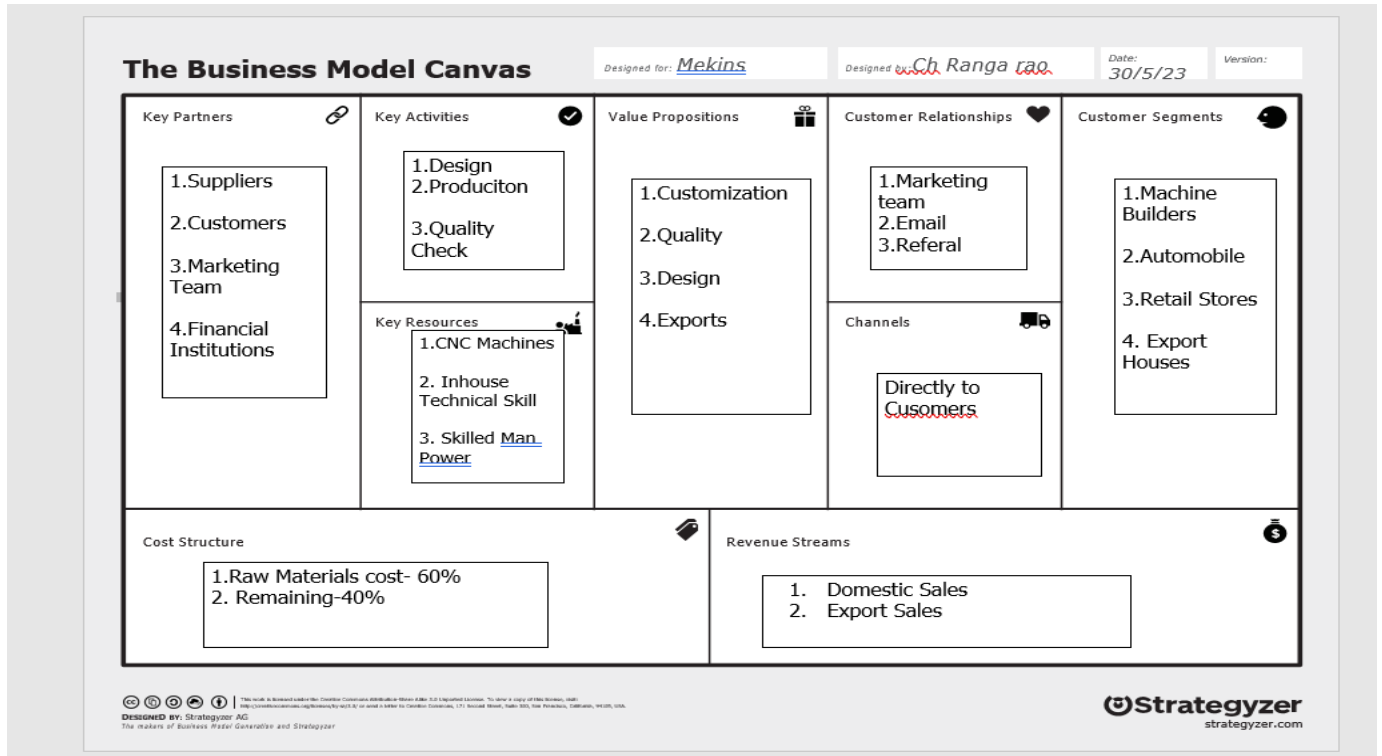 The Business Model Canvas
Designed for: Mekins
Designed by: Ch Ranga rao
Date:
30/5/23
Version:
Key Partners
1.Suppliers
2.Customers
3.Marketing
Team
4.Financial
Institutions
Key Activities
1.Design
2.Produciton
3.Quality
Check
Key Resources
1.CNC Machines
2. Inhouse
Technical Skill
3. Skilled Man
Power
Value Propositions
1.Customization
2.Quality
3.Design
4.Exports
Customer Relationships
1.Marketing
team
2.Email
3.Referal
Channels
Directly to
Cusomers
Customer Segments
1.Machine
Builders
2.Automobile
3.Retail Stores
4. Export
Houses
Cost Structure
1.Raw Materials cost- 60%
2. Remaining-40%
Revenue Streams
1. Domestic Sales
2. Export Sales
DESIGNED BY: Strategyzer AG
The makers of Business Model Generation and Strategyzer
Strategyzer
strategyzer.com